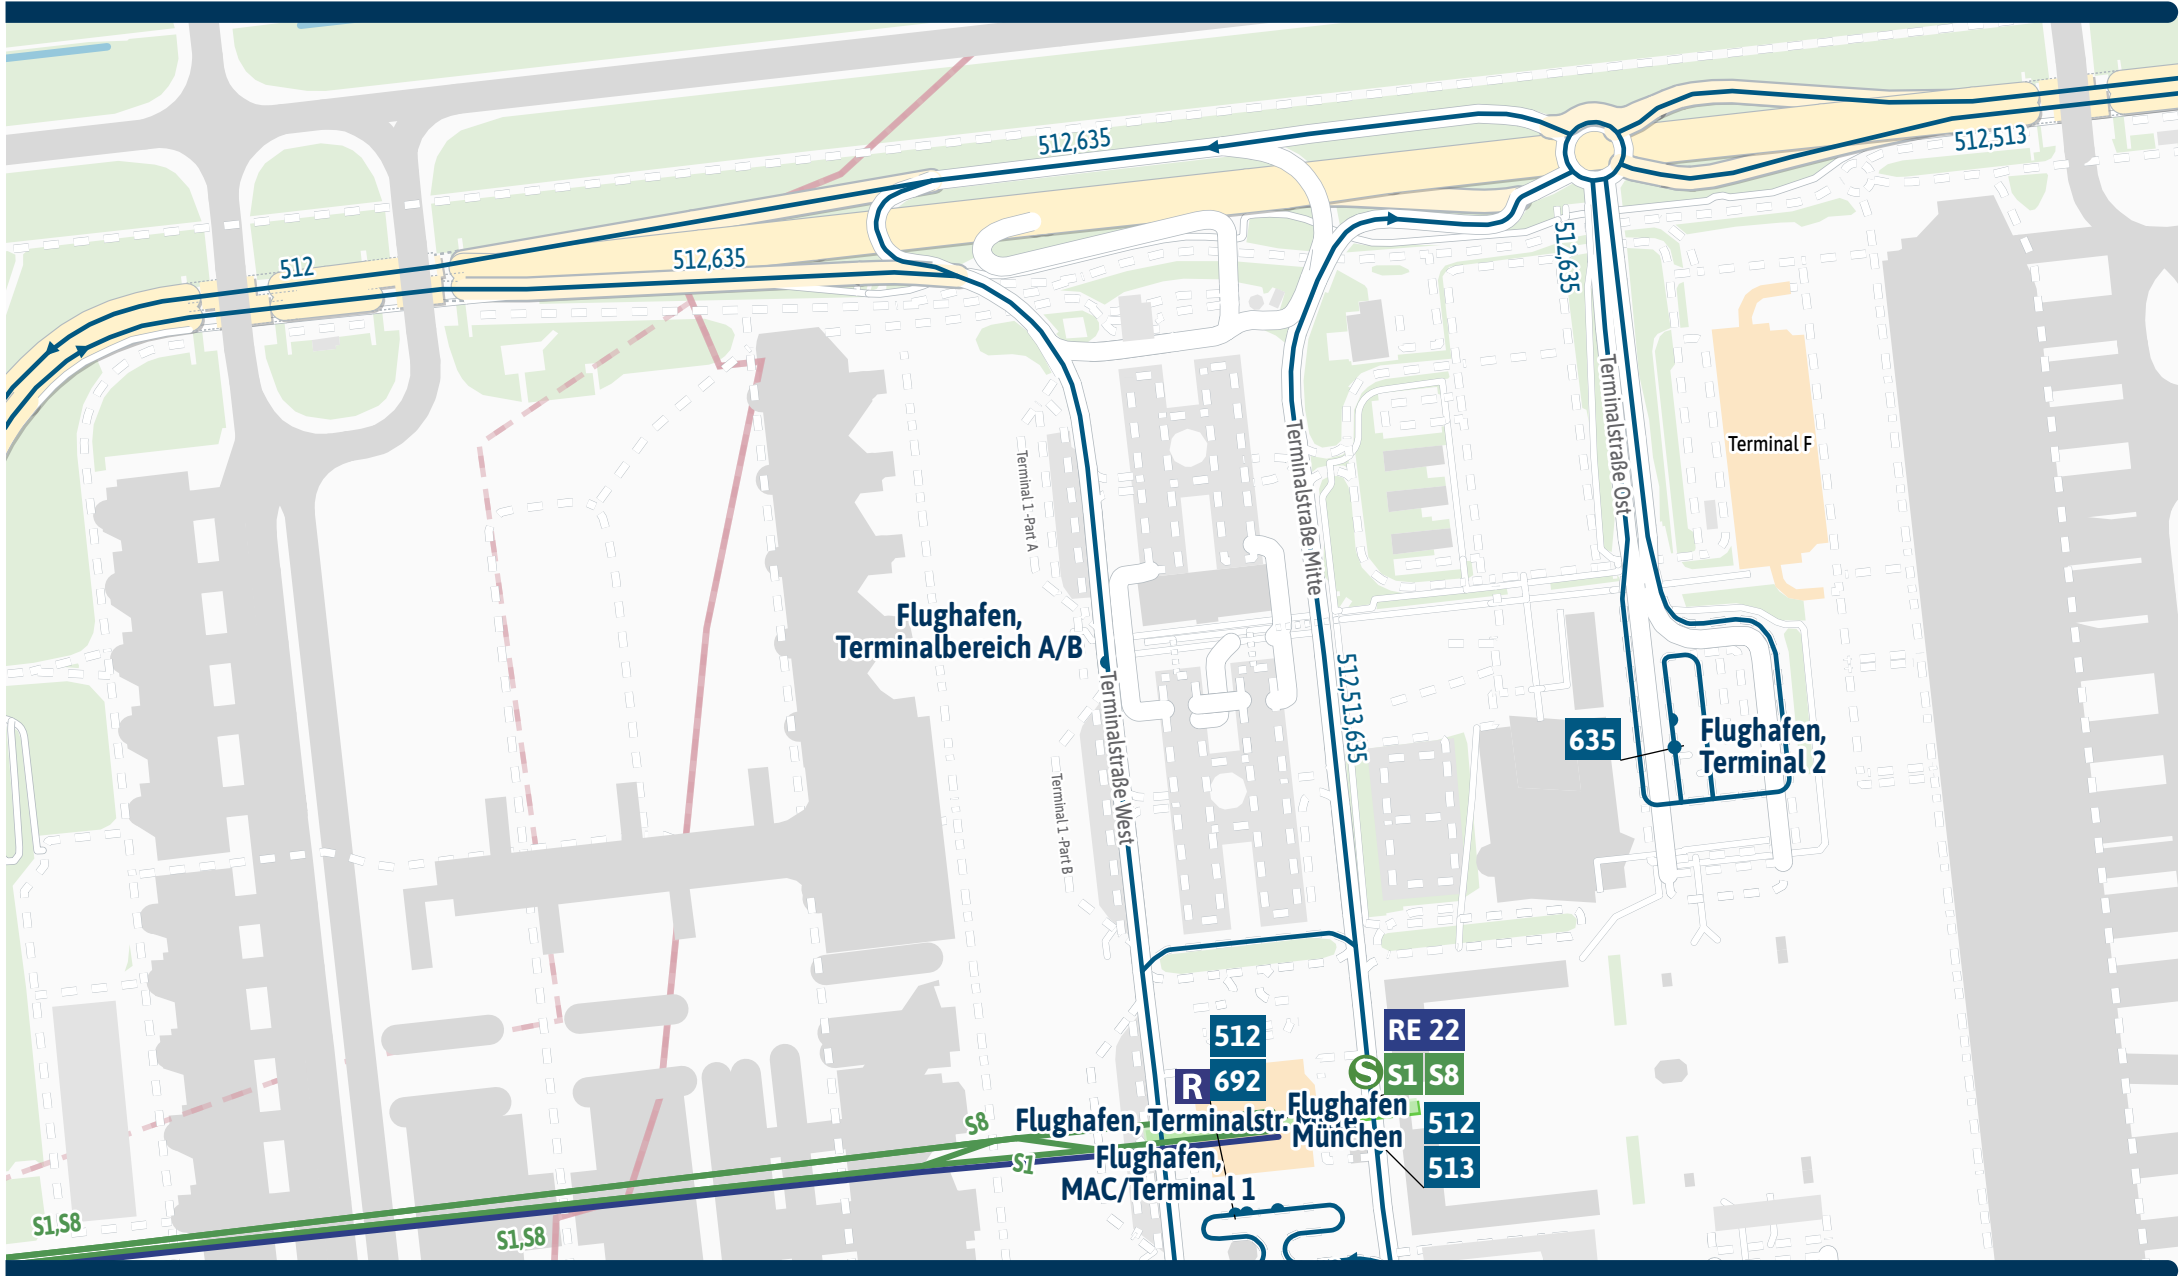 512,635
512,513
512
512,635
512,635
Terminalstraße Ost
Terminal F
Terminalstraße Mitte
Terminal 1 -Part A
Flughafen,
Terminalbereich A/B
512,513,635
Terminalstraße West
635
Flughafen,
Terminal 2
Terminal 1 -Part B
512
692
R
RE 22
S
S1
S8
Flughafen, Terminalstr.
Flughafen
München
512
513
S8
S1
Flughafen,
MAC/Terminal 1
S1,S8
S1,S8